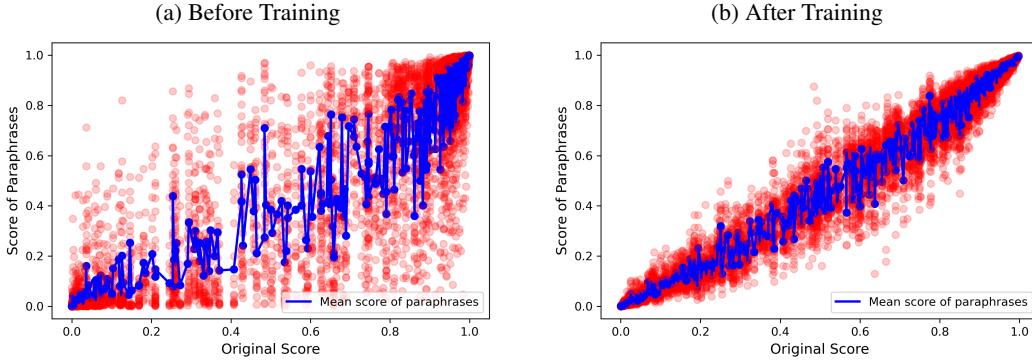 (a) Before Training
1.0
0.8
0.6
0.4
0.2
0.0
Score of Paraphrases
Mean score of paraphrases
0.0 0.2 0.4 0.6 0.8 1.0
Original Score
(b) After Training
1.0
0.8
0.6
0.4
0.2
0.0
Score of Paraphrases
Mean score of paraphrases
0.0 0.2 0.4 0.6 0.8 1.0
Original Score